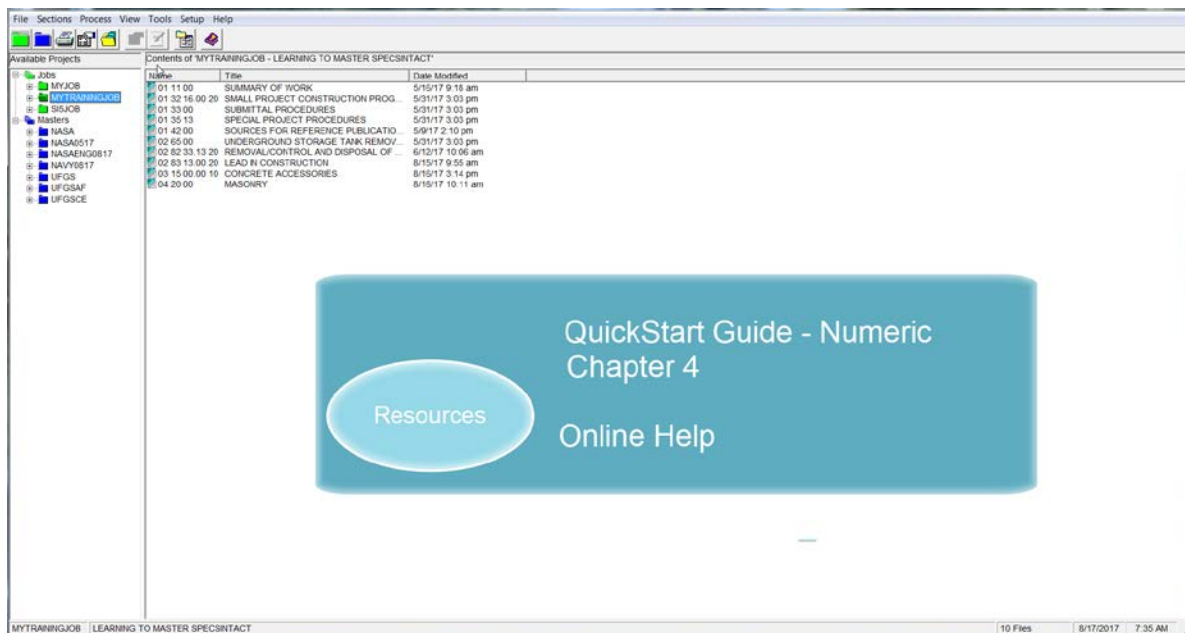 File Sections Process View Tools Setup Help
Available Projects
Contents of 'MYTRAININGJOB - LEARNING TO MASTER SPECSINTACT'
Jobs
MYJOB
MYTRAININGJOB
SI5JOB
Masters
NASA
NASA0517
NASAENG0817
NAVY0817
UFGS
UFGSAF
UFGSCE
Name Title Date Modified
01 11 00 SUMMARY OF WORK 5/15/17 9:18 am
01 32 16.00 20 SMALL PROJECT CONSTRUCTION PROG... 5/31/17 3:03 pm
01 33 00 SUBMITTAL PROCEDURES 5/31/17 3:03 pm
01 35 13 SPECIAL PROJECT PROCEDURES 5/31/17 3:03 pm
01 42 00 SOURCES FOR REFERENCE PUBLICATIO... 5/9/17 2:10 pm
02 65 00 UNDERGROUND STORAGE TANK REMOV... 5/31/17 3:03 pm
02 82 33.13 20 REMOVAL/CONTROL AND DISPOSAL OF ... 6/12/17 10:06 am
02 83 13.00 20 LEAD IN CONSTRUCTION 8/15/17 9:55 am
03 15 00.00 10 CONCRETE ACCESSORIES 8/16/17 3:14 pm
04 20 00 MASONRY 8/16/17 10:11 am
QuickStart Guide - Numeric
Chapter 4
Resources
Online Help
MYTRAININGJOB LEARNING TO MASTER SPECSINTACT 10 Files 8/17/2017 7:35 AM